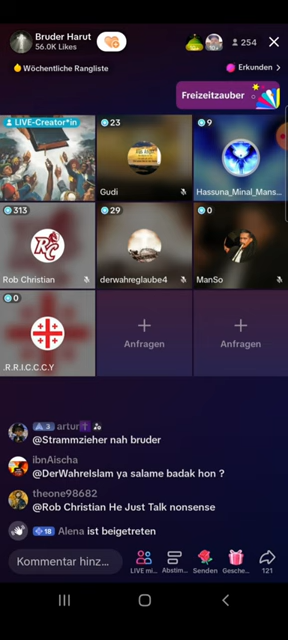 Bruder Harut
56.0K Likes
254
Wöchentliche Rangliste
Erkunden >
Freizeitzauber
LIVE-Creator*in
23
Gudi
9
Hassuna_Minal_Mans...
313
RC
Rob Christian
29
derwahreglaube4
0
ManSo
0
.R.R.I.C.C.C.Y
Anfragen
Anfragen
3 artur
@Strammzieher nah bruder
ibnAischa
@DerWahreIslam ya salame badak hon ?
theone98682
@Rob Christian He Just Talk nonsense
18 Alena ist beigetreten
Kommentar hinz...
LIVE mi...
Abstim...
Senden
Gesche...
121